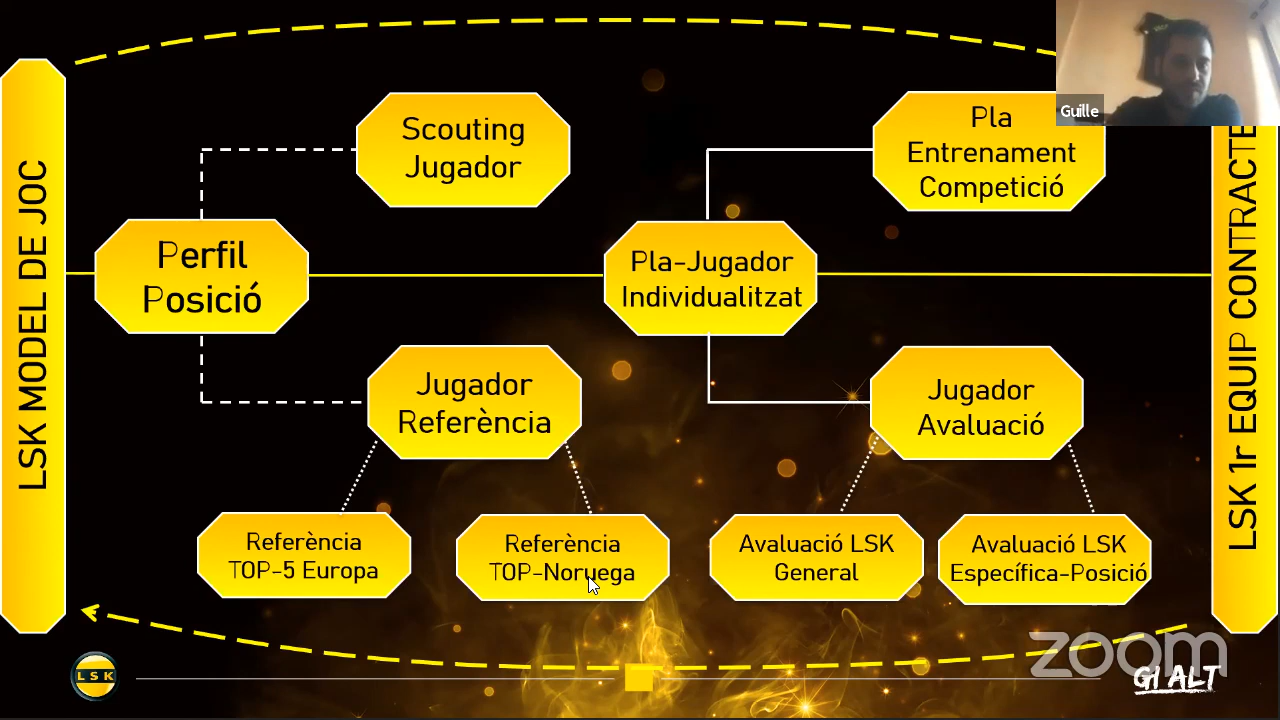 LSK MODEL DE JOC
Scouting
Jugador
Perfil
Posició
Jugador
Referència
Referència
TOP-5 Europa
Referència
TOP-Noruega
Pla
Entrenament
Competició
Pla-Jugador
Individualitzat
Jugador
Avaluació
Avaluació LSK
General
Avaluació LSK
Específica-Posició
LSK 1r EQUIP CONTRACTE
Guille
LSK
zoom
GI ALT